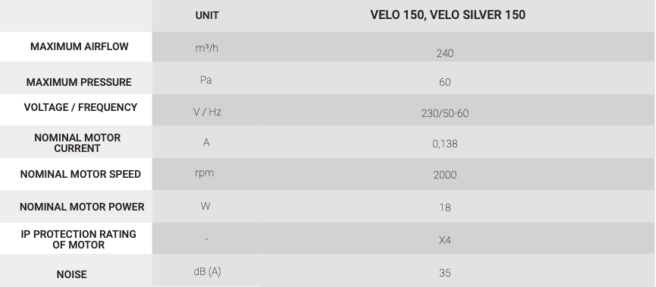 UNIT VELO 150, VELO SILVER 150
MAXIMUM AIRFLOW m³/h 240
MAXIMUM PRESSURE Pa 60
VOLTAGE / FREQUENCY V / Hz 230/50-60
NOMINAL MOTOR
CURRENT A 0,138
NOMINAL MOTOR SPEED rpm 2000
NOMINAL MOTOR POWER W 18
IP PROTECTION RATING
OF MOTOR - X4
NOISE dB (A) 35